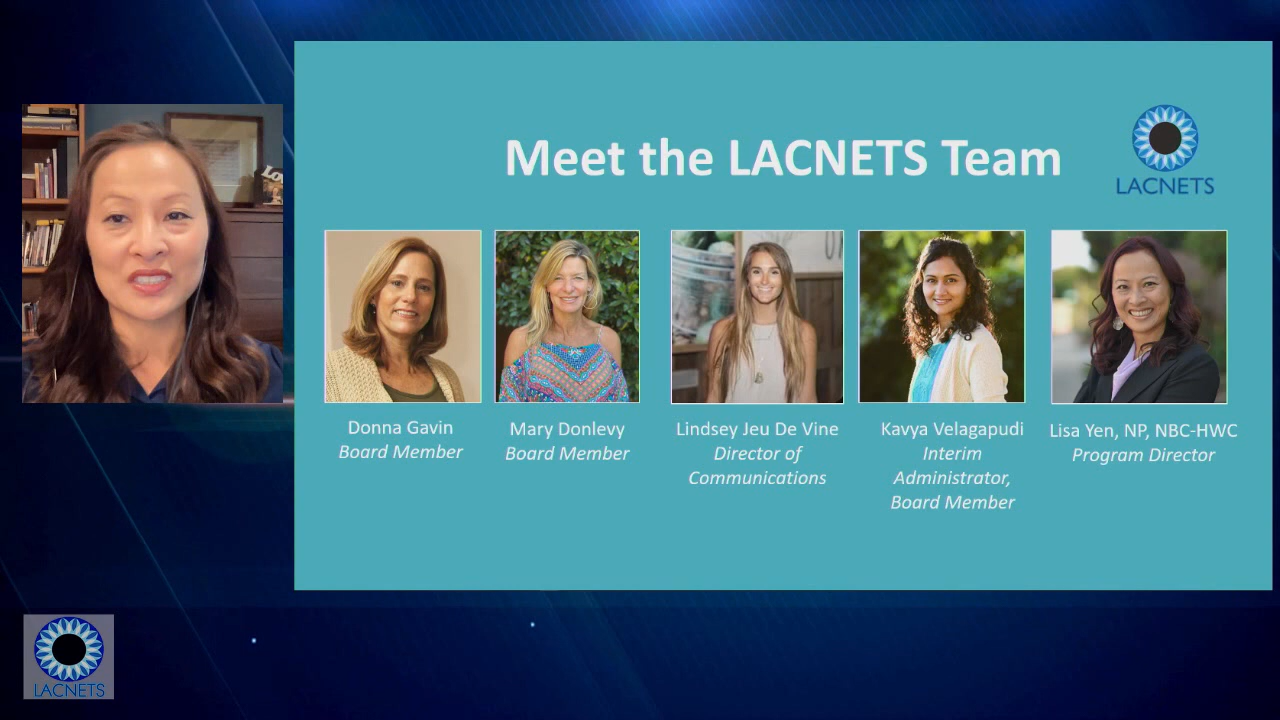 Meet the LACNETS Team
LACNETS
Donna Gavin
Board Member
Mary Donlevy
Board Member
Lindsey Jeu De Vine
Director of
Communications
Kavya Velagapudi
Interim
Administrator,
Board Member
Lisa Yen, NP, NBC-HWC
Program Director
LACNETS